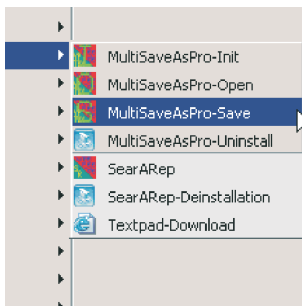 MultiSaveAsPro-Init
MultiSaveAsPro-Open
MultiSaveAsPro-Save
MultiSaveAsPro-Uninstall
SearARep
SearARep-Deinstallation
Textpad-Download